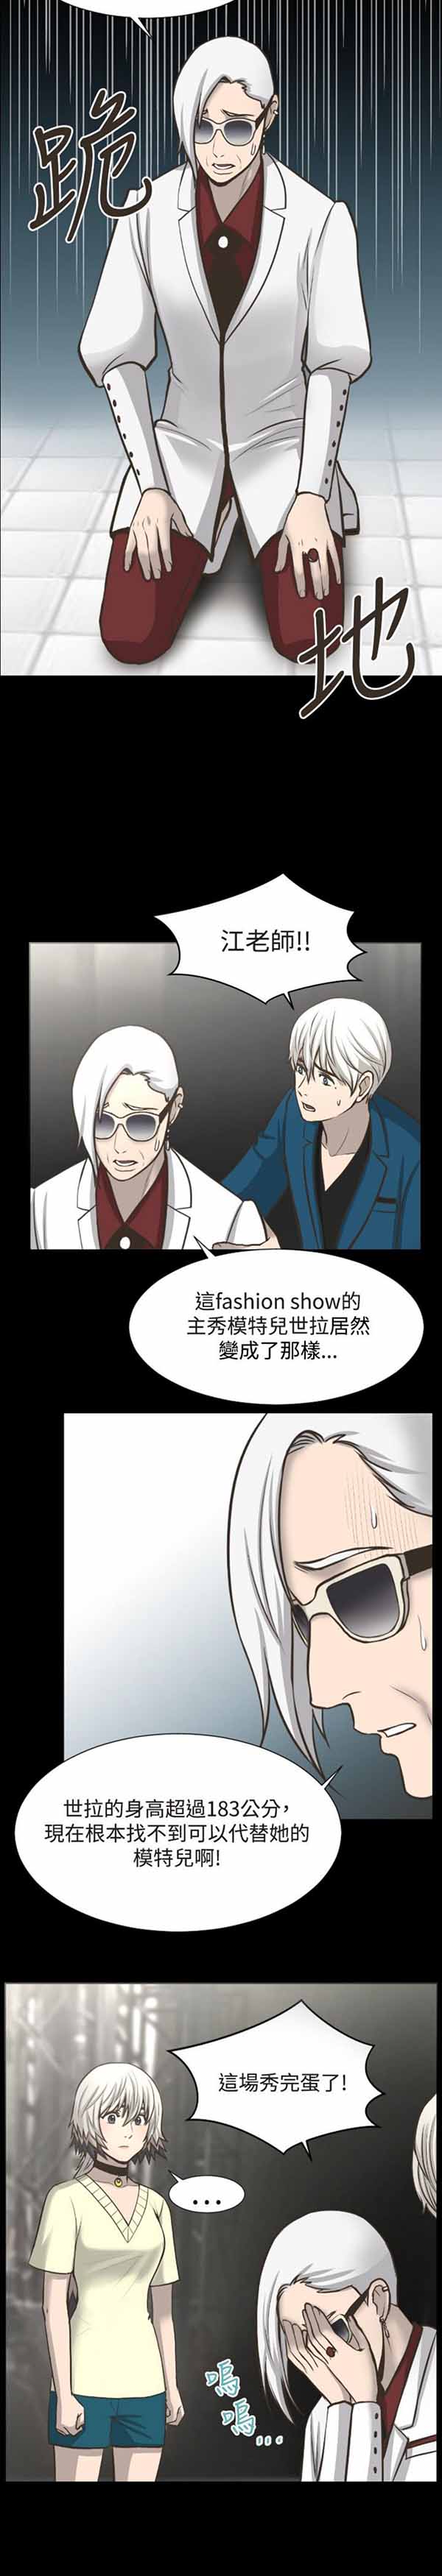 跪
地
江老師!!
這fashion show的
主秀模特兒世拉居然
變成了那樣...
世拉的身高超過183公分，
現在根本找不到可以代替她的
模特兒啊!
這場秀完蛋了!
...
嗚
嗚...